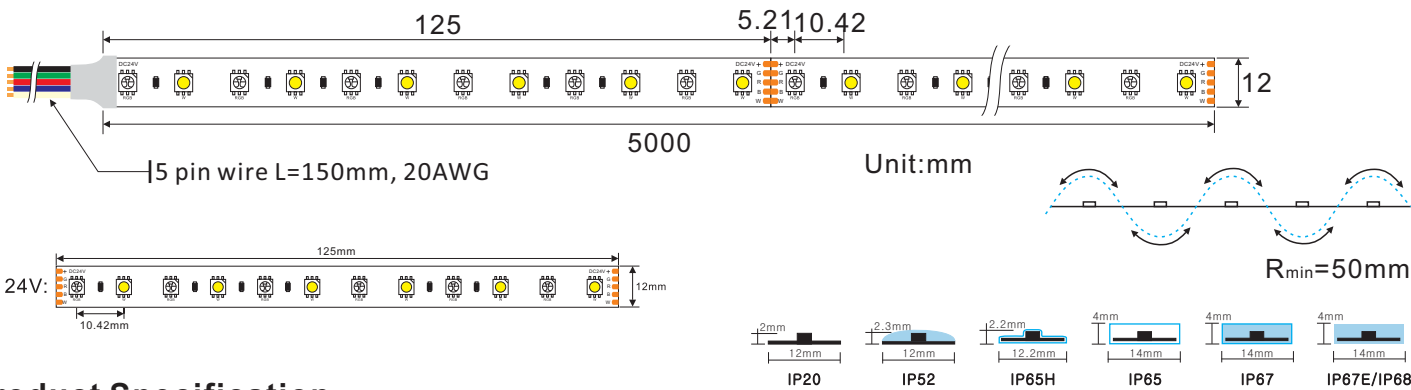 125
5.21
10.42
DC24V +
G
R
B
W
RGB
W
12
5000
5 pin wire L=150mm, 20AWG
Unit:mm
Rmin=50mm
125mm
24V:
+ DC24V
G
R
B
W
DC24V +
G
R
B
W
12mm
10.42mm
2mm
12mm
IP20
2.3mm
12mm
IP52
2.2mm
12.2mm
IP65H
4mm
14mm
IP65
4mm
14mm
IP67
4mm
14mm
IP67E/IP68